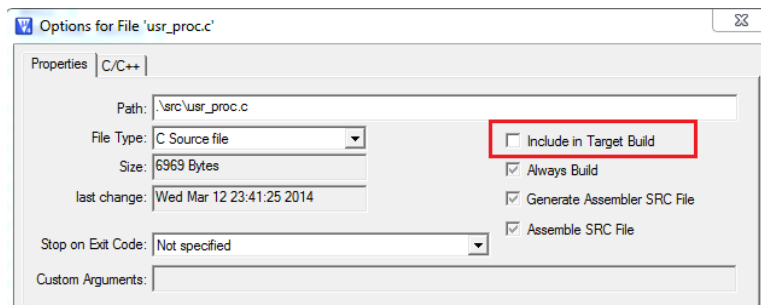 Options for File 'usr_proc.c'
Properties C/C++
Path: .\src\usr_proc.c
File Type: C Source file
Include in Target Build
Size: 6969 Bytes
Always Build
last change: Wed Mar 12 23:41:25 2014
Generate Assembler SRC File
Assemble SRC File
Stop on Exit Code: Not specified
Custom Arguments: